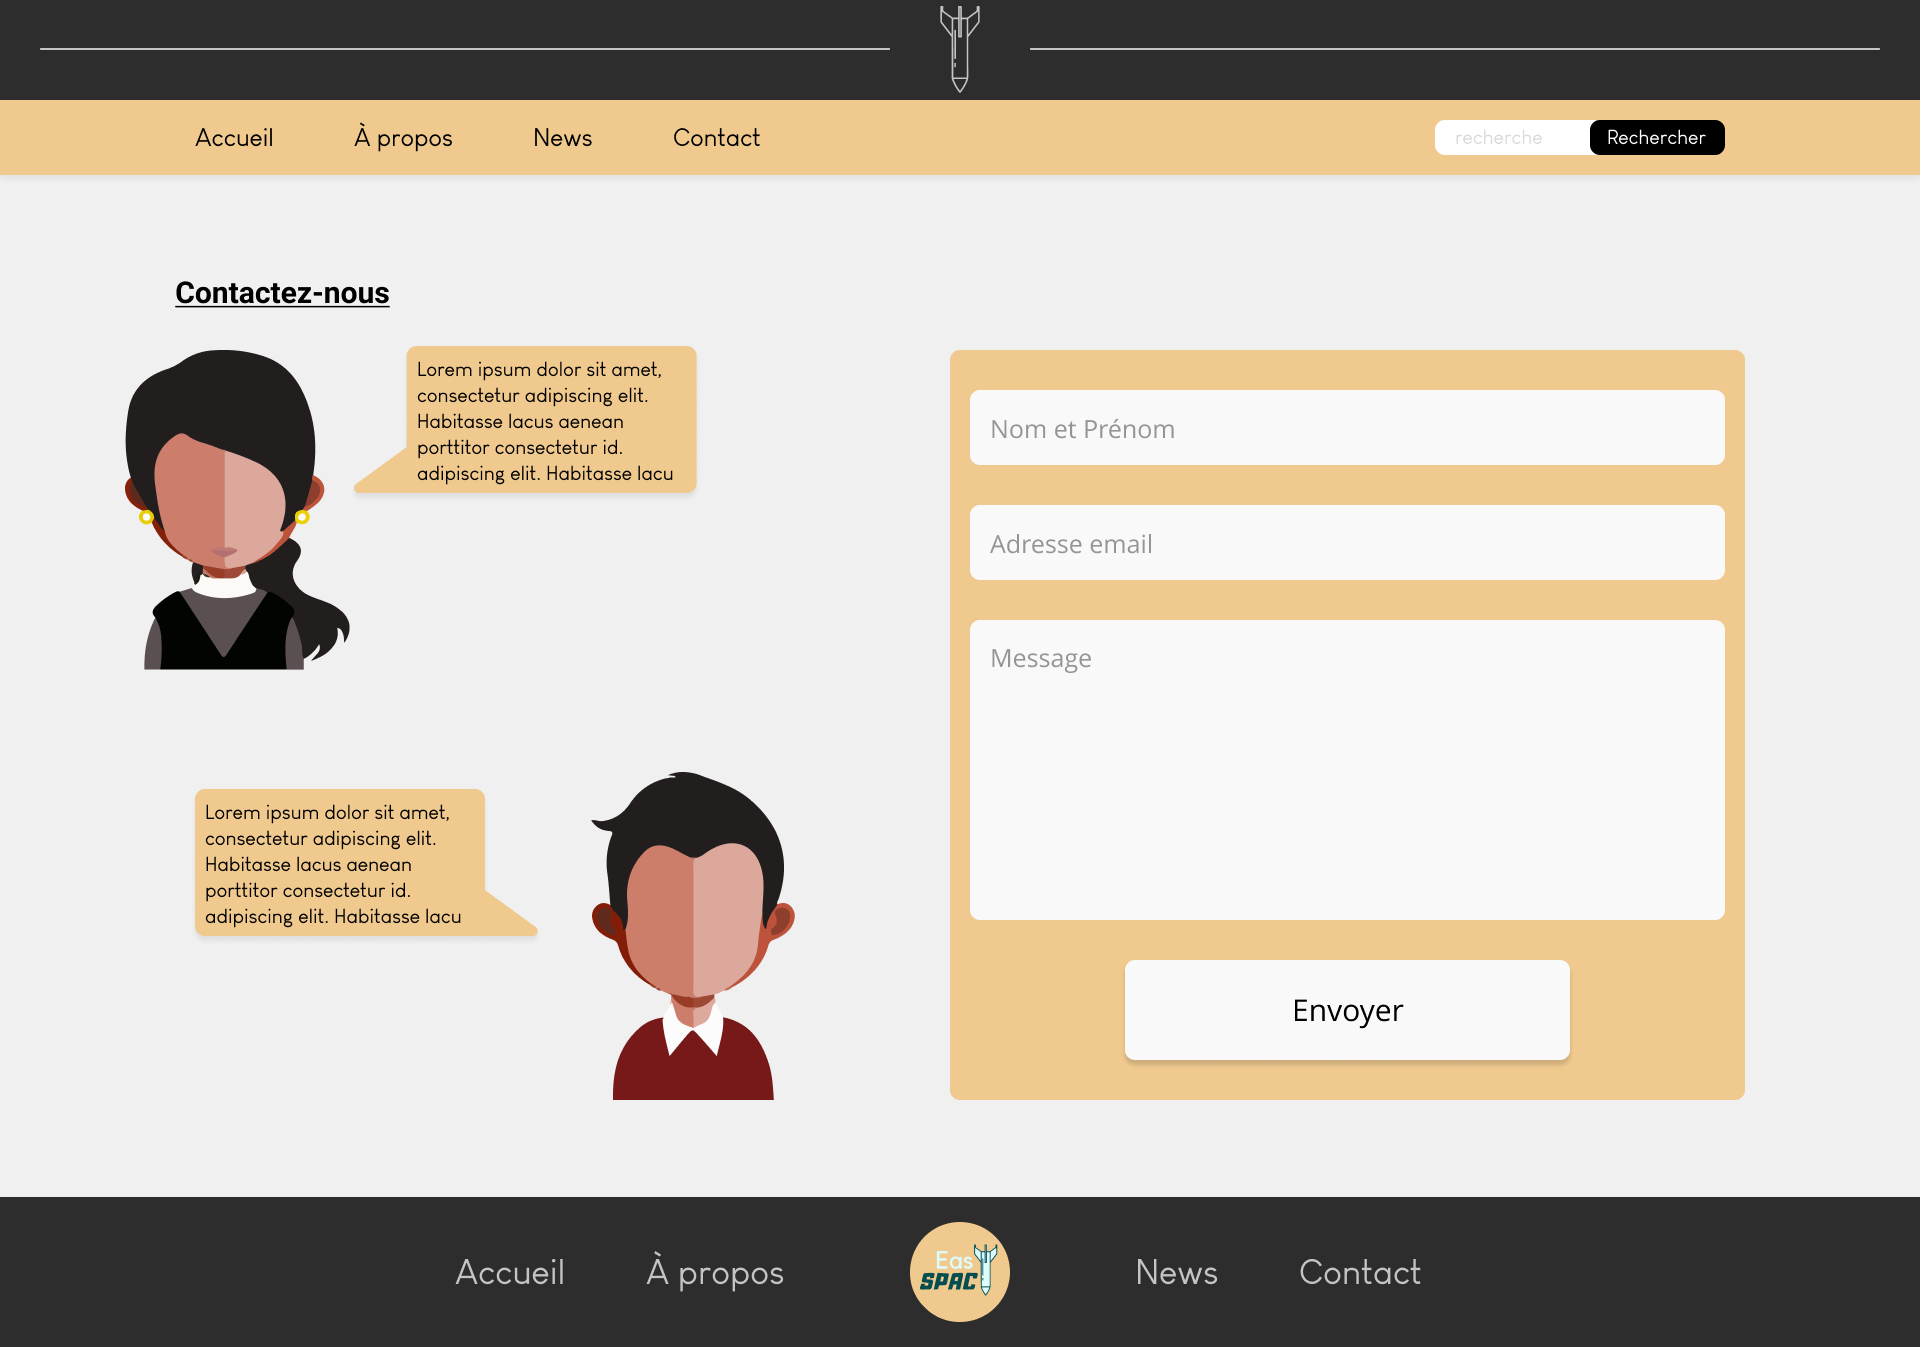 Accueil
À propos
News
Contact
recherche
Rechercher
Contactez-nous
Lorem ipsum dolor sit amet,
consectetur adipiscing elit.
Habitasse lacus aenean
porttitor consectetur id.
adipiscing elit. Habitasse lacu
Lorem ipsum dolor sit amet,
consectetur adipiscing elit.
Habitasse lacus aenean
porttitor consectetur id.
adipiscing elit. Habitasse lacu
Nom et Prénom
Adresse email
Message
Envoyer
Accueil
À propos
Eas
SPAC
News
Contact